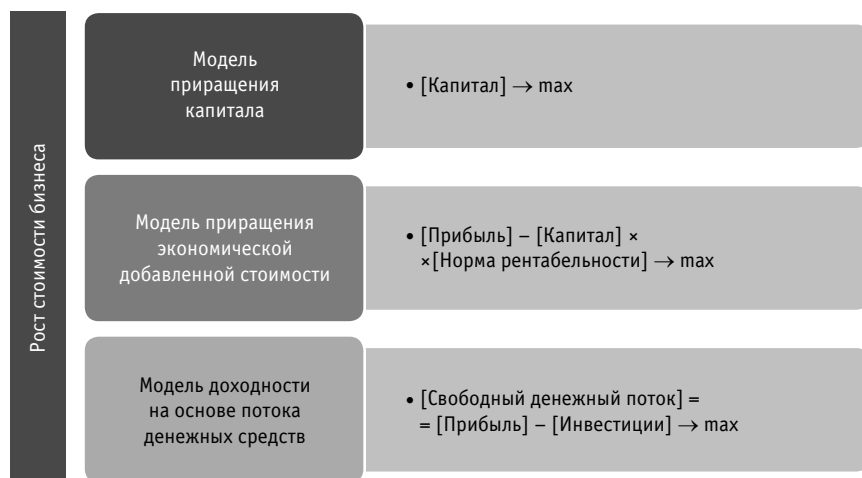 Рост стоимости бизнеса
Модель
приращения
капитала
• [Капитал] → max
Модель приращения
экономической
добавленной стоимости
• [Прибыль] – [Капитал] ×
×[Норма рентабельности] → max
Модель доходности
на основе потока
денежных средств
• [Свободный денежный поток] =
= [Прибыль] – [Инвестиции] → max